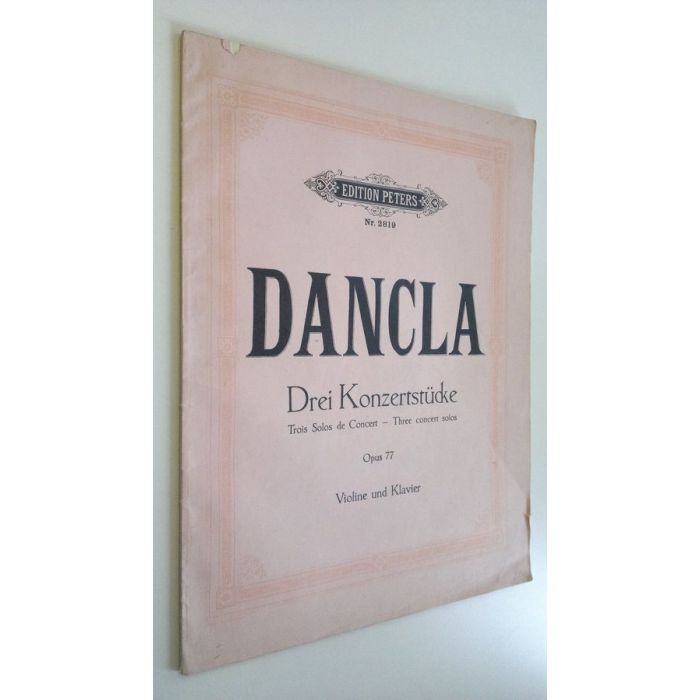 EDITION PETERS
Nr. 2819
DANCLA
Drei Konzertstücke
Trois Solos de Concert – Three concert solos
Opus 77
Violine und Klavier